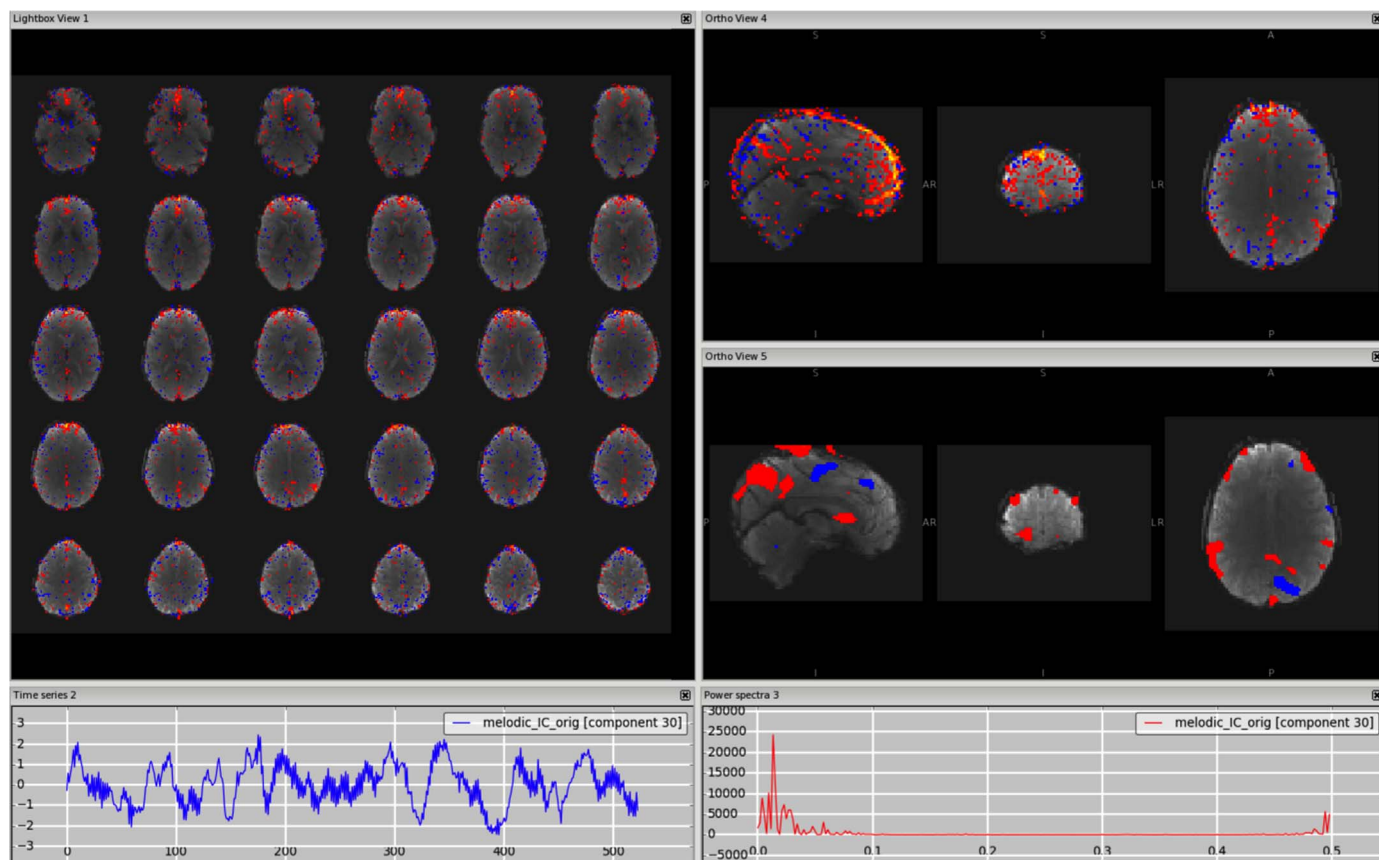 Lightbox View 1
Ortho View 4
S S A
P AR LR
I I P
Ortho View 5
S S A
P AR LR
I I P
Time series 2
melodic_IC_orig [component 30]
3
2
1
0
-1
-2
-3
0 100 200 300 400 500
Power spectra 3
melodic_IC_orig [component 30]
30000
25000
20000
15000
10000
5000
0
-5000
0.0 0.1 0.2 0.3 0.4 0.5